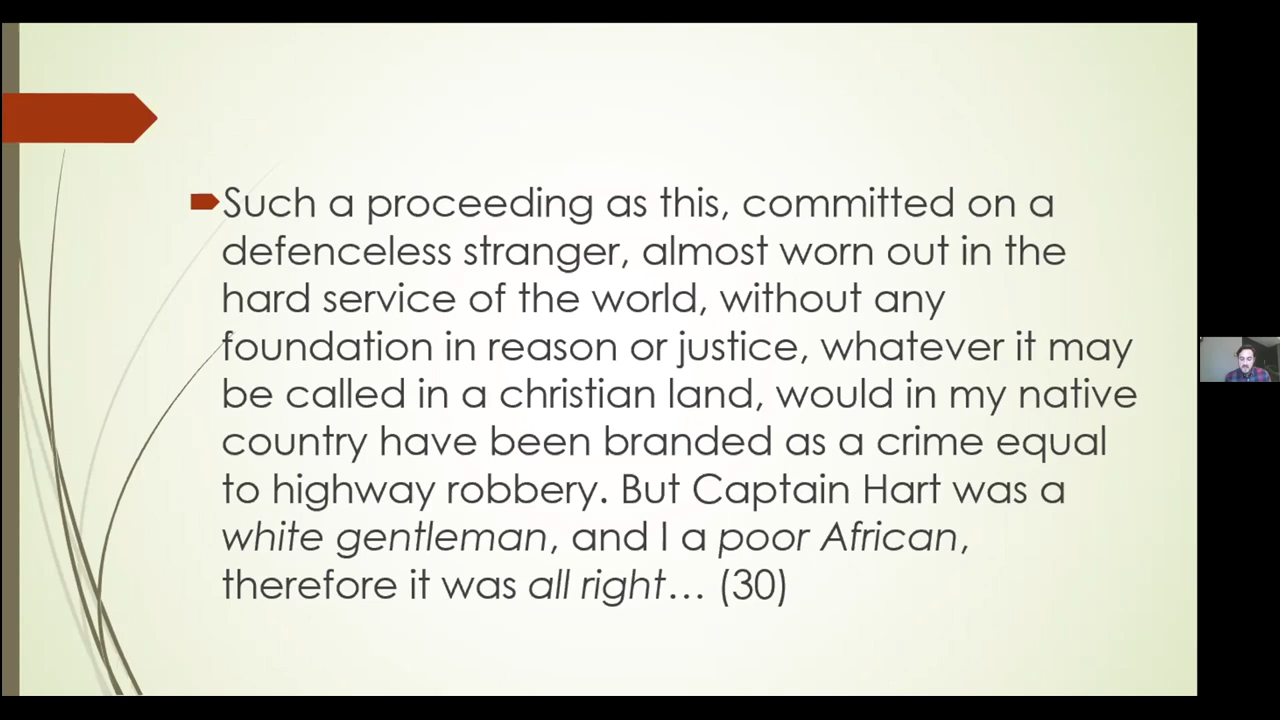 Such a proceeding as this, committed on a
defenceless stranger, almost worn out in the
hard service of the world, without any
foundation in reason or justice, whatever it may
be called in a christian land, would in my native
country have been branded as a crime equal
to highway robbery. But Captain Hart was a
white gentleman, and I a poor African,
therefore it was all right… (30)